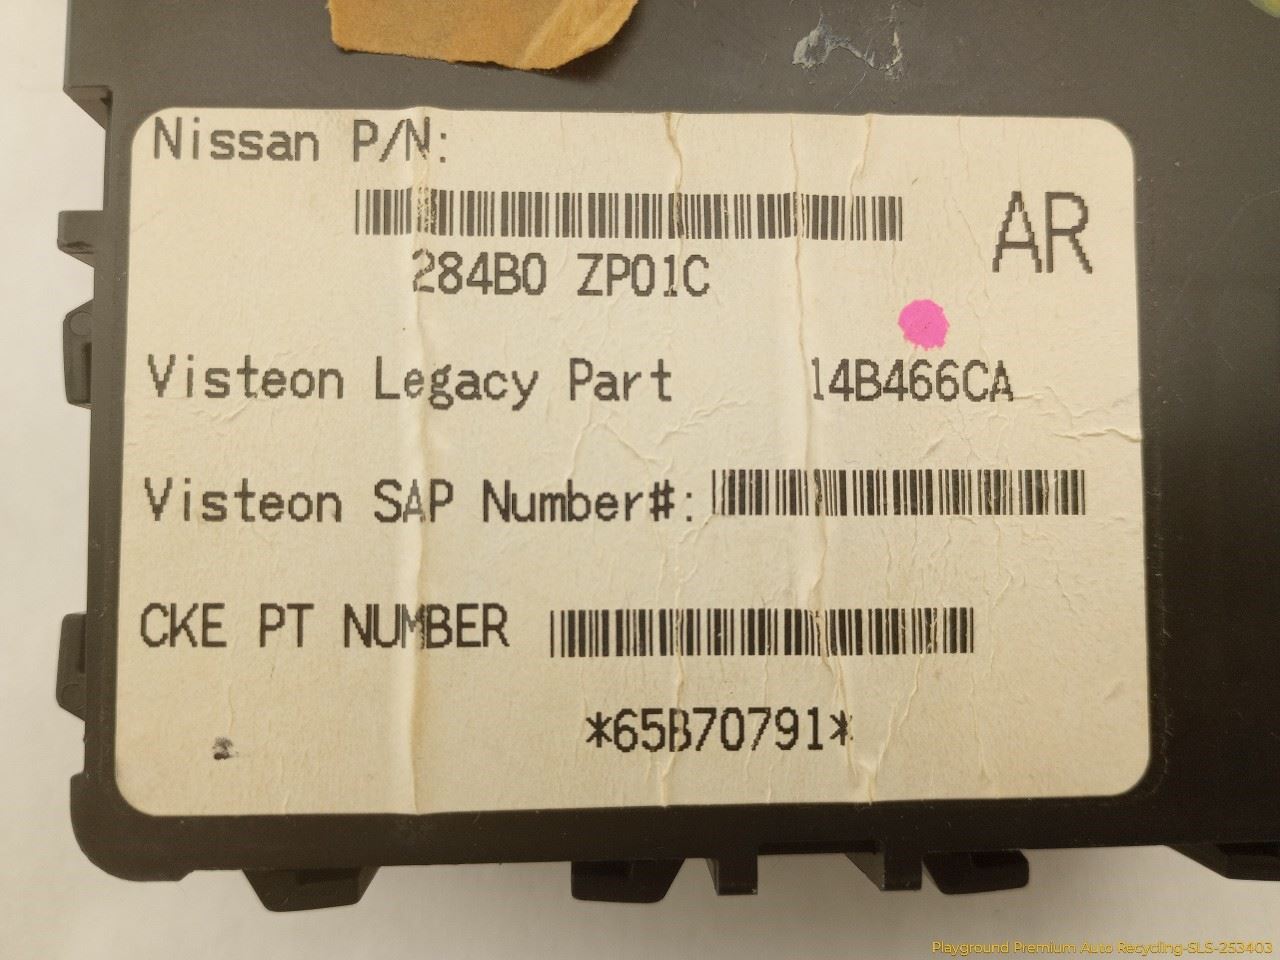 Nissan P/N:
284B0 ZP01C
AR
Visteon Legacy Part 14B466CA
Visteon SAP Number#:
CKE PT NUMBER
*65B70791*
Playground Premium Auto Recycling-SLS-253403